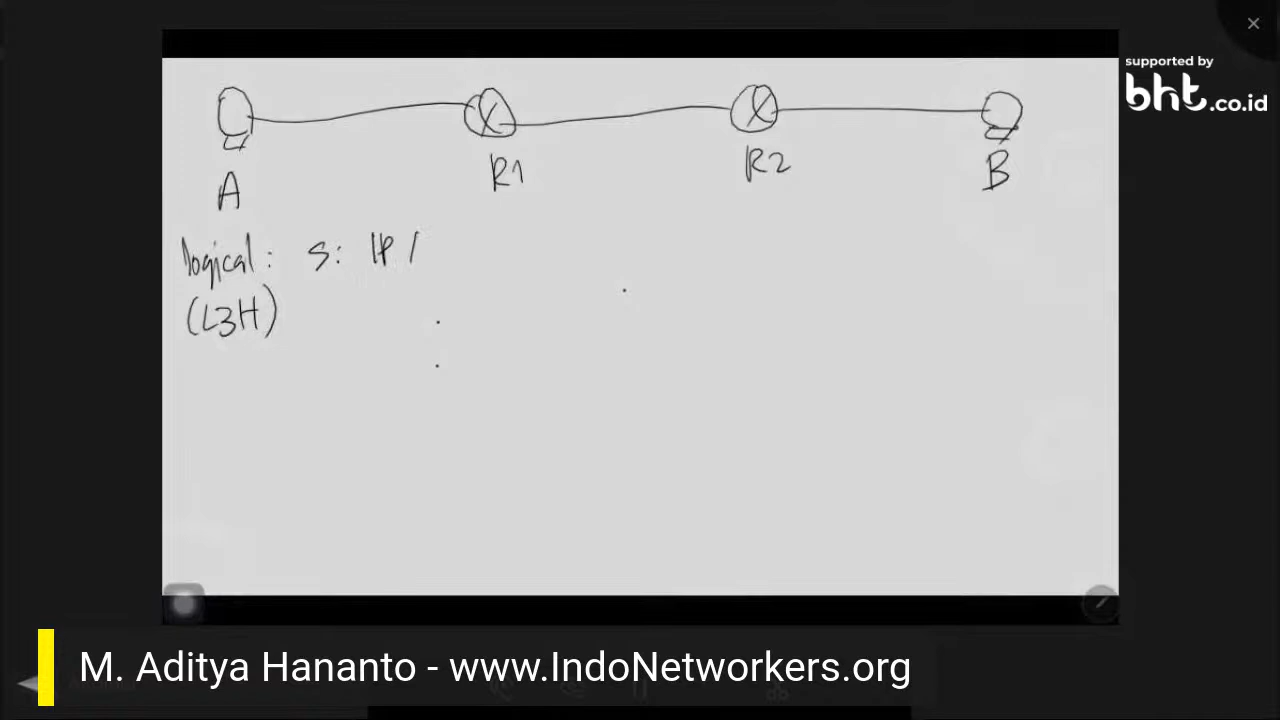 supported by
bht.co.id
A
R1
R2
B
logical: S: IP /
(L3H)
M. Aditya Hananto - www.IndoNetworkers.org